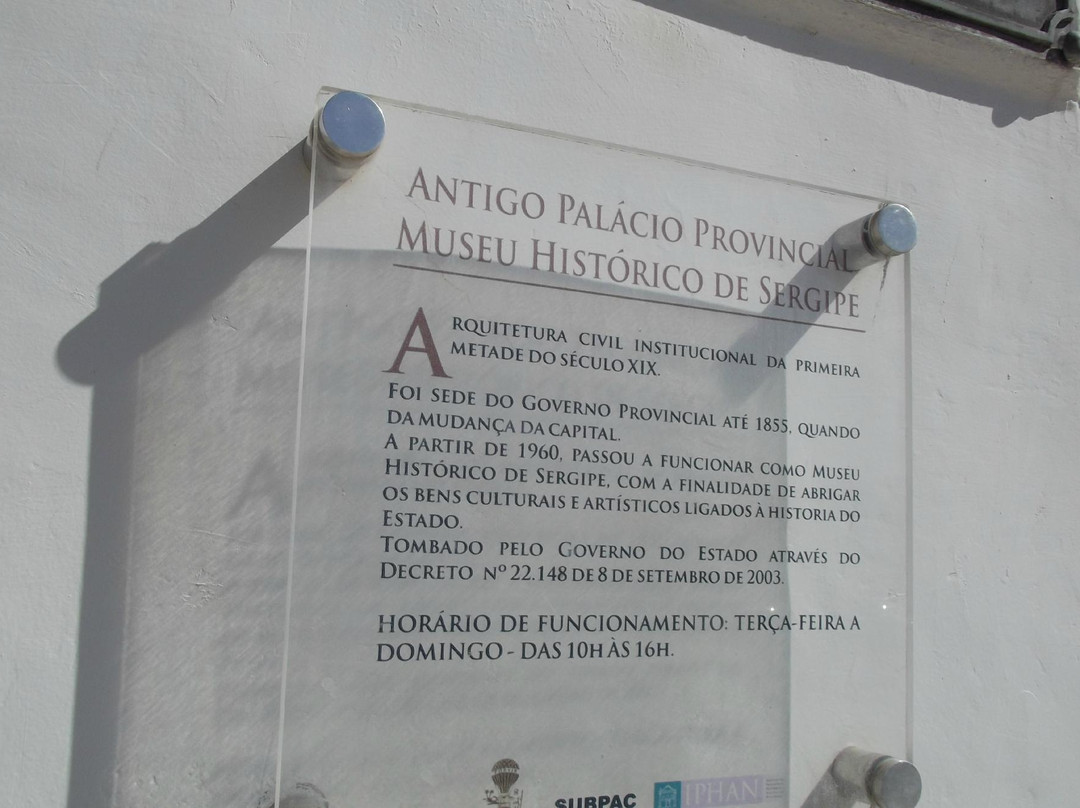 ANTIGO PALÁCIO PROVINCIAL
MUSEU HISTÓRICO DE SERGIPE
ARQUITETURA CIVIL INSTITUCIONAL DA PRIMEIRA
METADE DO SÉCULO XIX.
FOI SEDE DO GOVERNO PROVINCIAL ATÉ 1855, QUANDO
DA MUDANÇA DA CAPITAL.
A PARTIR DE 1960, PASSOU A FUNCIONAR COMO MUSEU
HISTÓRICO DE SERGIPE, COM A FINALIDADE DE ABRIGAR
OS BENS CULTURAIS E ARTÍSTICOS LIGADOS À HISTORIA DO
ESTADO.
TOMBADO PELO GOVERNO DO ESTADO ATRAVÉS DO
DECRETO Nº 22.148 DE 8 DE SETEMBRO DE 2003.
HORÁRIO DE FUNCIONAMENTO: TERÇA-FEIRA A
DOMINGO - DAS 10H ÀS 16H.
SUBPAC
IPHAN